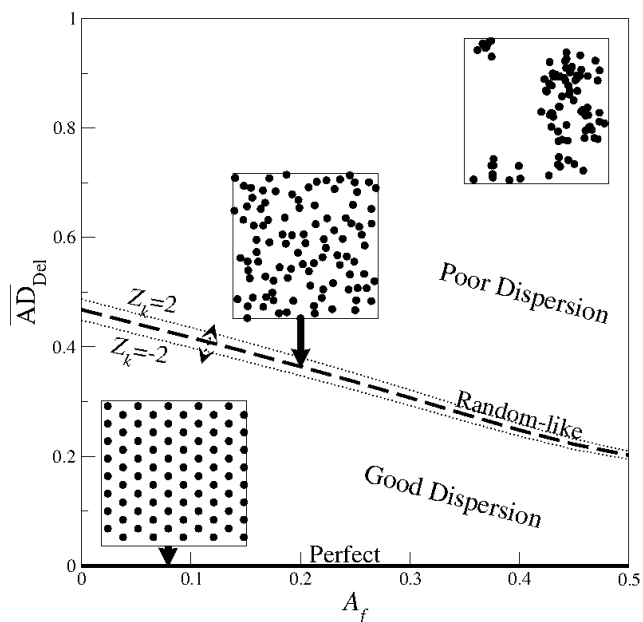 1
0.8
0.6
0.4
0.2
0
AD_Del
Z_k=2
Z_k=-2
Poor Dispersion
Random-like
Good Dispersion
Perfect
0
0.1
0.2
0.3
0.4
0.5
A_f